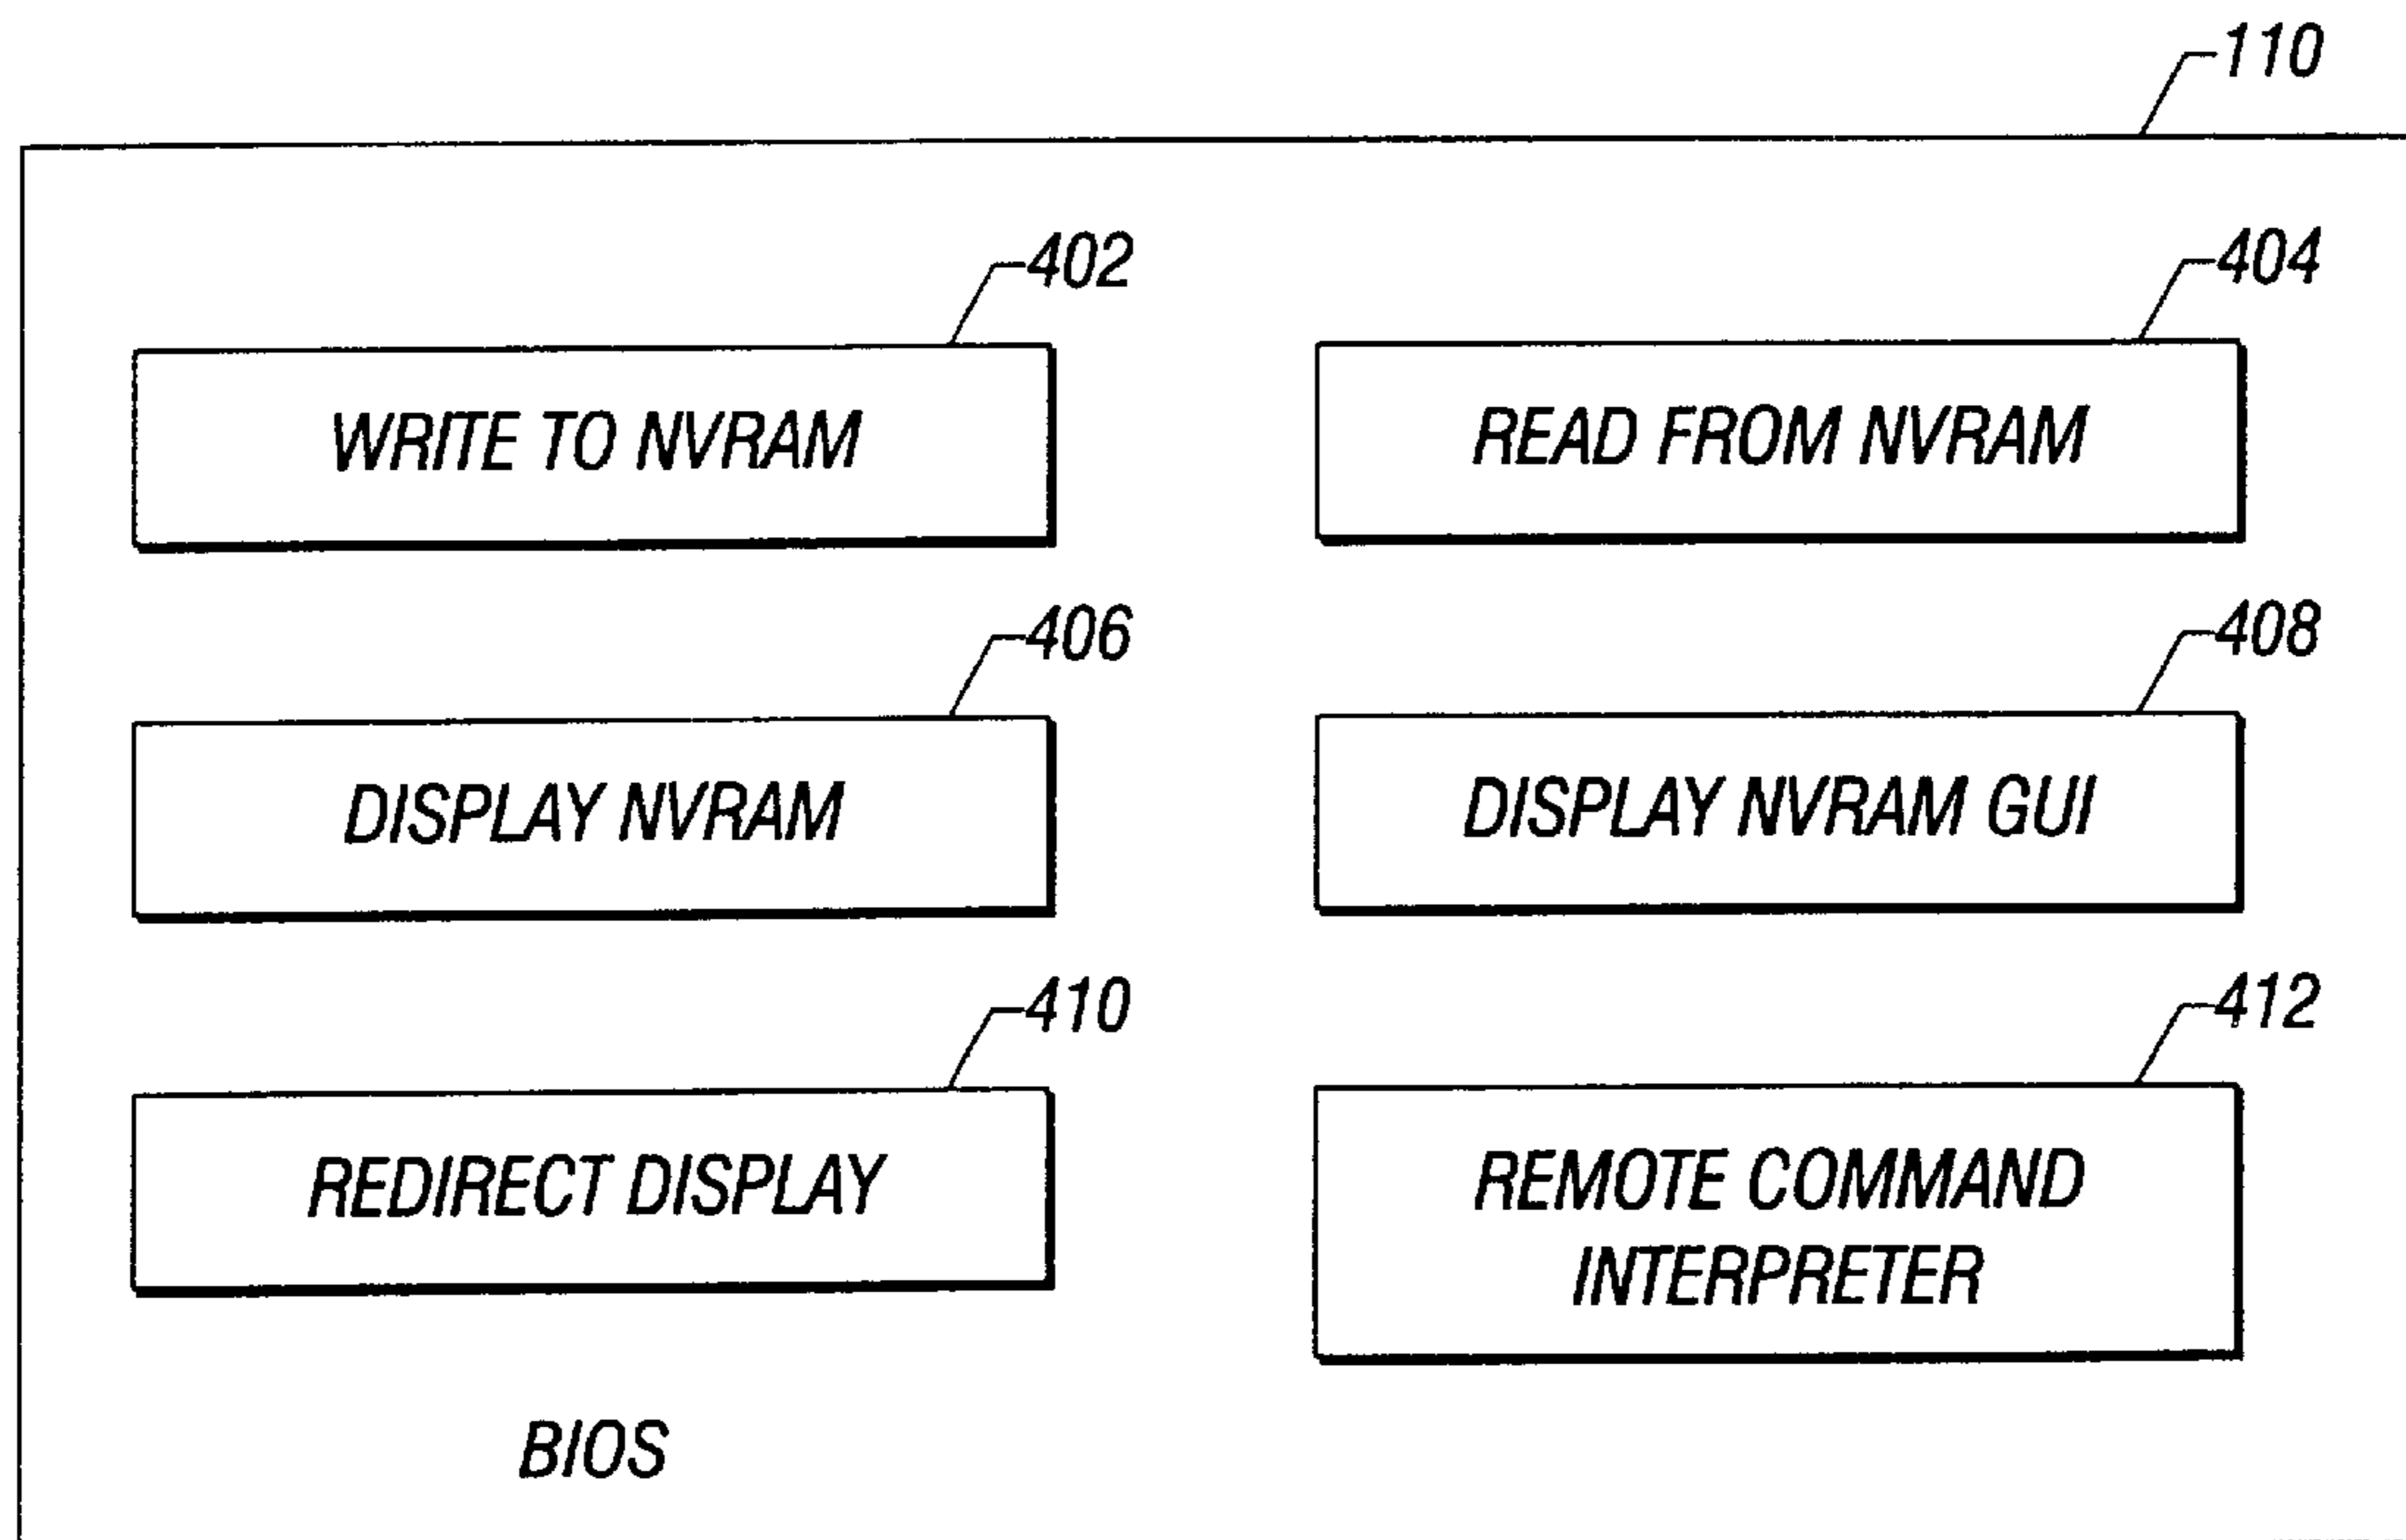 110
402
404
WRITE TO NVRAM
READ FROM NVRAM
406
408
DISPLAY NVRAM
DISPLAY NVRAM GUI
410
412
REDIRECT DISPLAY
REMOTE COMMAND
INTERPRETER
BIOS